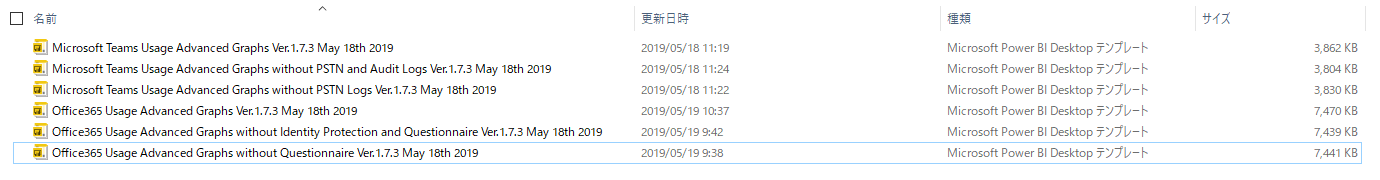 名前 更新日時 種類 サイズ
Microsoft Teams Usage Advanced Graphs Ver.1.7.3 May 18th 2019 2019/05/18 11:19 Microsoft Power BI Desktop テンプレート 3,862 KB
Microsoft Teams Usage Advanced Graphs without PSTN and Audit Logs Ver.1.7.3 May 18th 2019 2019/05/18 11:24 Microsoft Power BI Desktop テンプレート 3,804 KB
Microsoft Teams Usage Advanced Graphs without PSTN Logs Ver.1.7.3 May 18th 2019 2019/05/18 11:22 Microsoft Power BI Desktop テンプレート 3,830 KB
Office365 Usage Advanced Graphs Ver.1.7.3 May 18th 2019 2019/05/19 10:37 Microsoft Power BI Desktop テンプレート 7,470 KB
Office365 Usage Advanced Graphs without Identity Protection and Questionnaire Ver.1.7.3 May 18th 2019 2019/05/19 9:42 Microsoft Power BI Desktop テンプレート 7,439 KB
Office365 Usage Advanced Graphs without Questionnaire Ver.1.7.3 May 18th 2019 2019/05/19 9:38 Microsoft Power BI Desktop テンプレート 7,441 KB